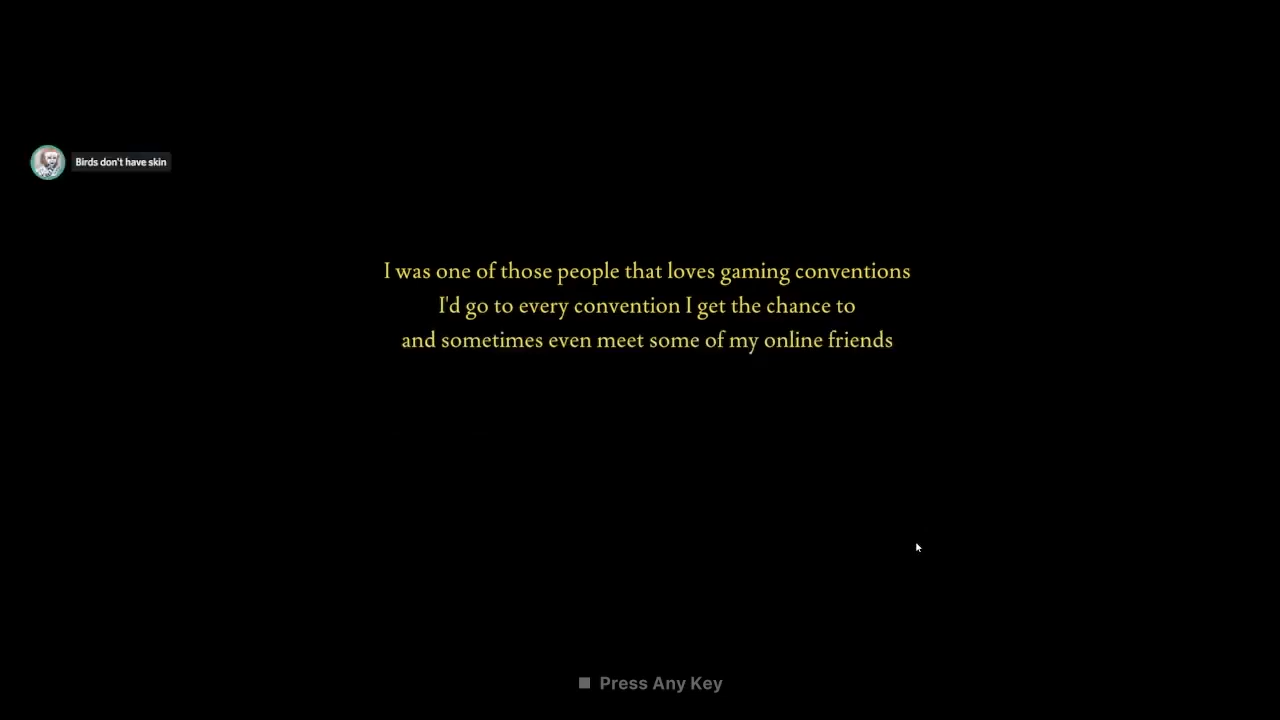 Birds don't have skin
I was one of those people that loves gaming conventions
I'd go to every convention I get the chance to
and sometimes even meet some of my online friends
Press Any Key